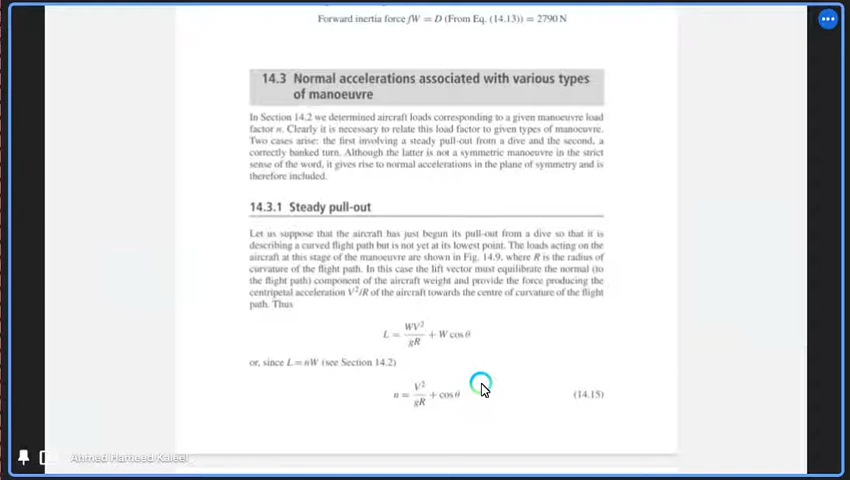 Forward inertia force fW = D (From Eq. (14.13)) = 2790 N
14.3 Normal accelerations associated with various types
of manoeuvre
In Section 14.2 we determined aircraft loads corresponding to a given manoeuvre load
factor n. Clearly it is necessary to relate this load factor to given types of manoeuvre.
Two cases arise: the first involving a steady pull-out from a dive and the second, a
correctly banked turn. Although the latter is not a symmetric manoeuvre in the strict
sense of the word, it gives rise to normal accelerations in the plane of symmetry and is
therefore included.
14.3.1 Steady pull-out
Let us suppose that the aircraft has just begun its pull-out from a dive so that it is
describing a curved flight path but is not yet at its lowest point. The loads acting on the
aircraft at this stage of the manoeuvre are shown in Fig. 14.9, where R is the radius of
curvature of the flight path. In this case the lift vector must equilibrate the normal (to
the flight path) component of the aircraft weight and provide the force producing the
centripetal acceleration V²/R of the aircraft towards the centre of curvature of the flight
path. Thus
L = WV²/gR + W cos θ
or, since L = nW (see Section 14.2)
n = V²/gR + cos θ (14.15)
Ahmed Hameed Kaleel